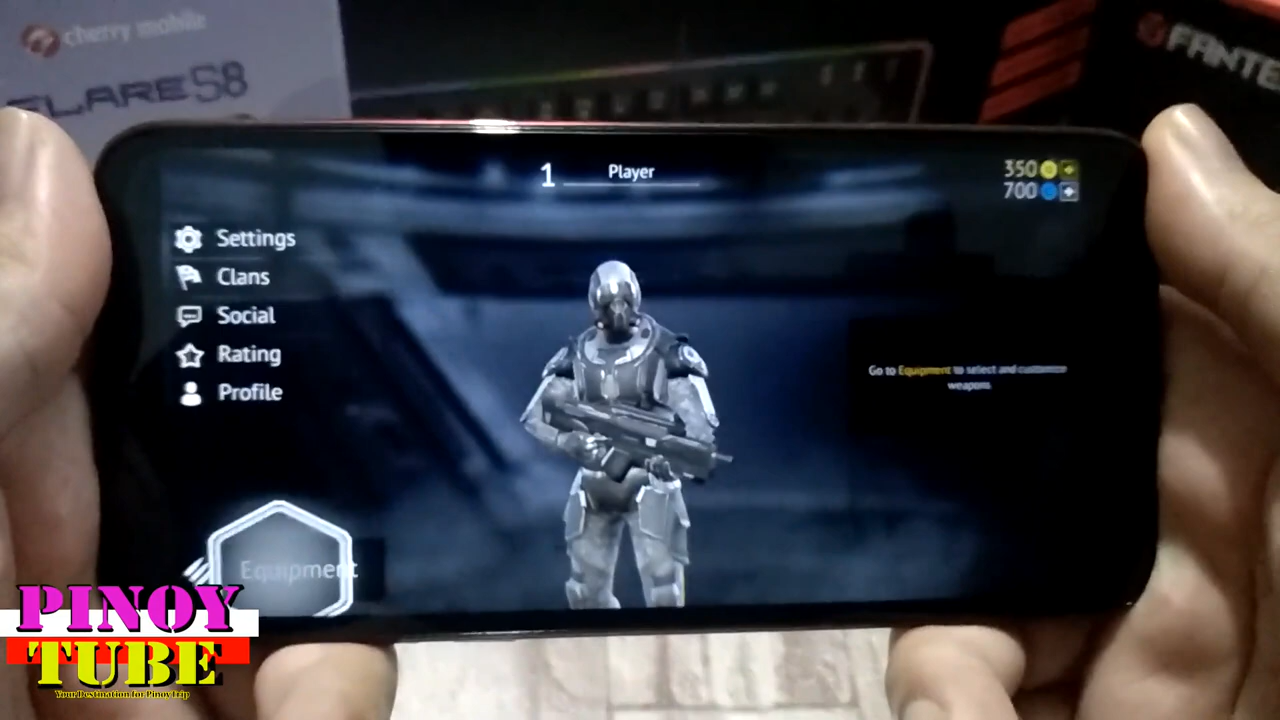 cherry mobile
FLARE S8
FANTE
1 Player
350
700
Settings
Clans
Social
Rating
Profile
Go to Equipment to select and customize
weapons
Equipment
PINOY
TUBE
Your Destination for PinoyTrip